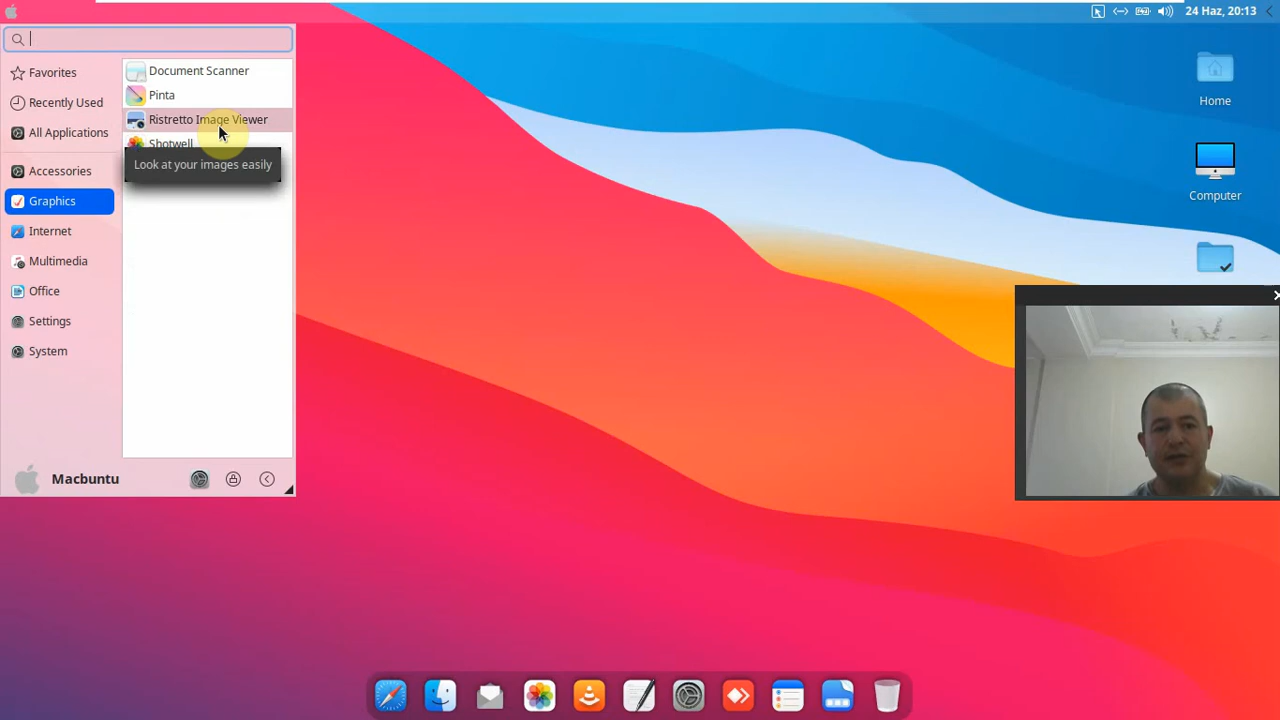 24 Haz, 20:13
Favorites
Recently Used
All Applications
Accessories
Graphics
Internet
Multimedia
Office
Settings
System
Document Scanner
Pinta
Ristretto Image Viewer
Shotwell
Look at your images easily
Macbuntu
Home
Computer